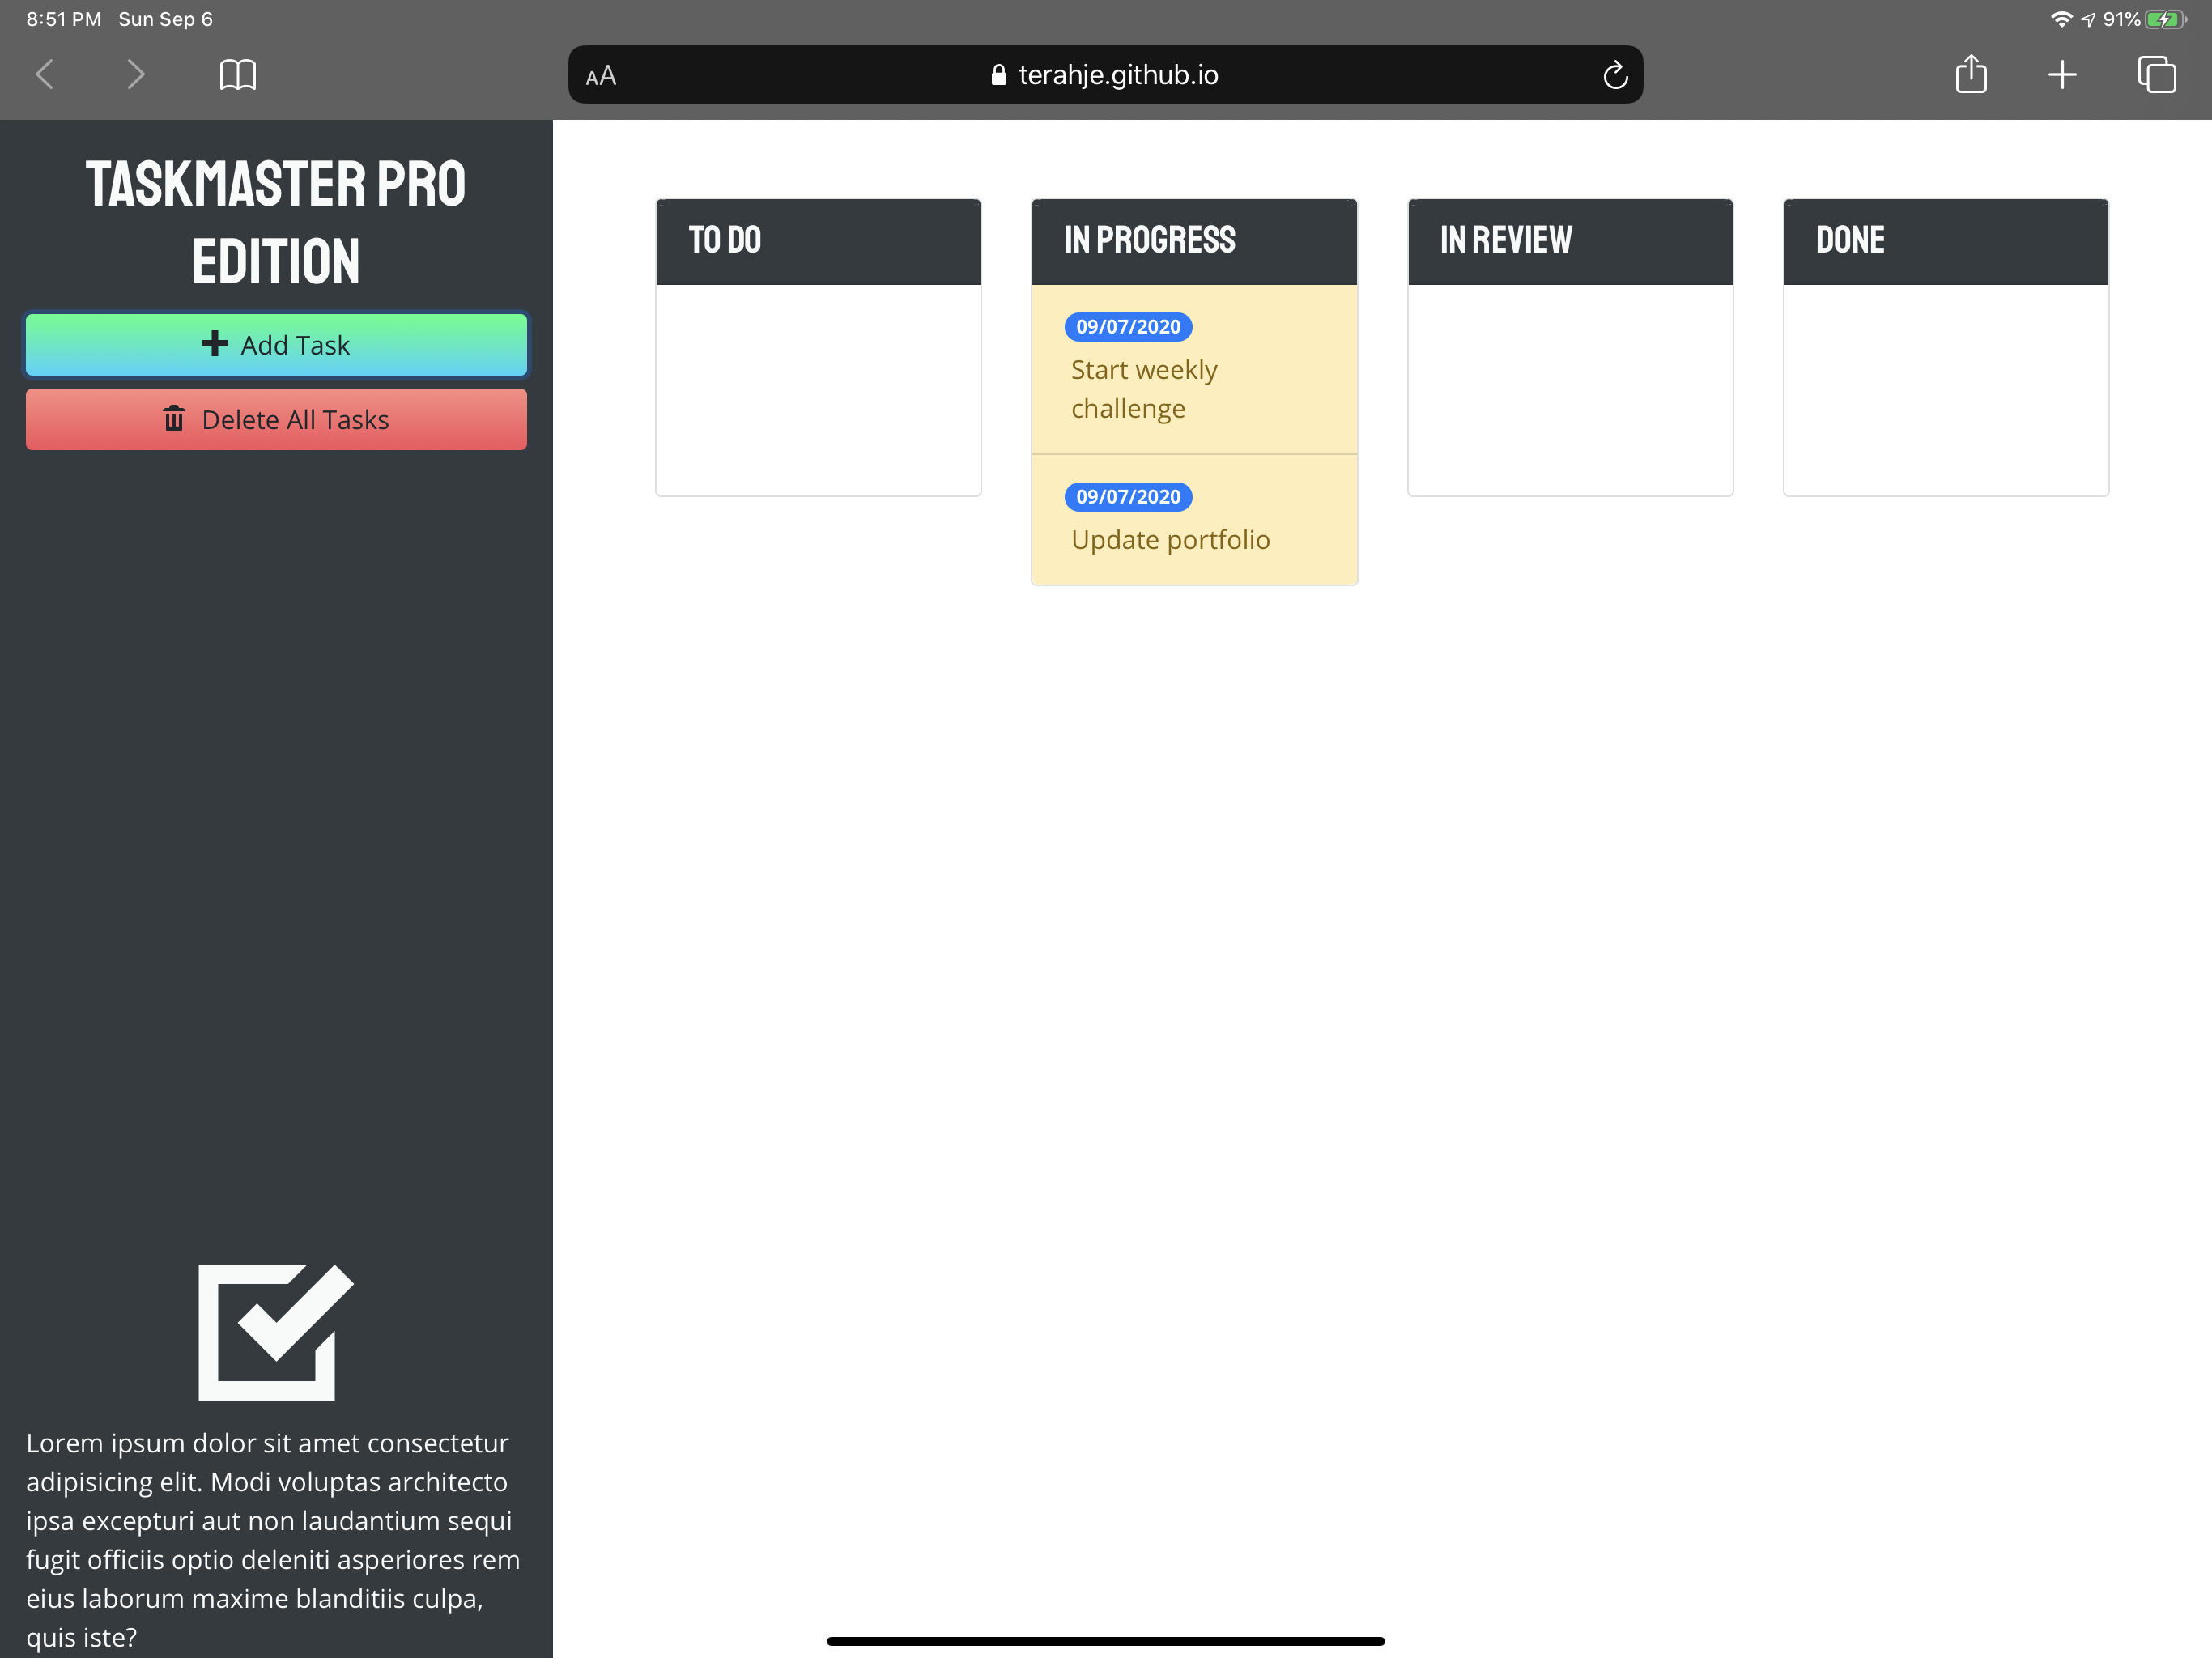 8:51 PM Sun Sep 6
91%
AA
terahje.github.io
TASKMASTER PRO
EDITION
Add Task
Delete All Tasks
Lorem ipsum dolor sit amet consectetur
adipisicing elit. Modi voluptas architecto
ipsa excepturi aut non laudantium sequi
fugit officiis optio deleniti asperiores rem
eius laborum maxime blanditiis culpa,
quis iste?
TO DO
IN PROGRESS
09/07/2020
Start weekly
challenge
09/07/2020
Update portfolio
IN REVIEW
DONE